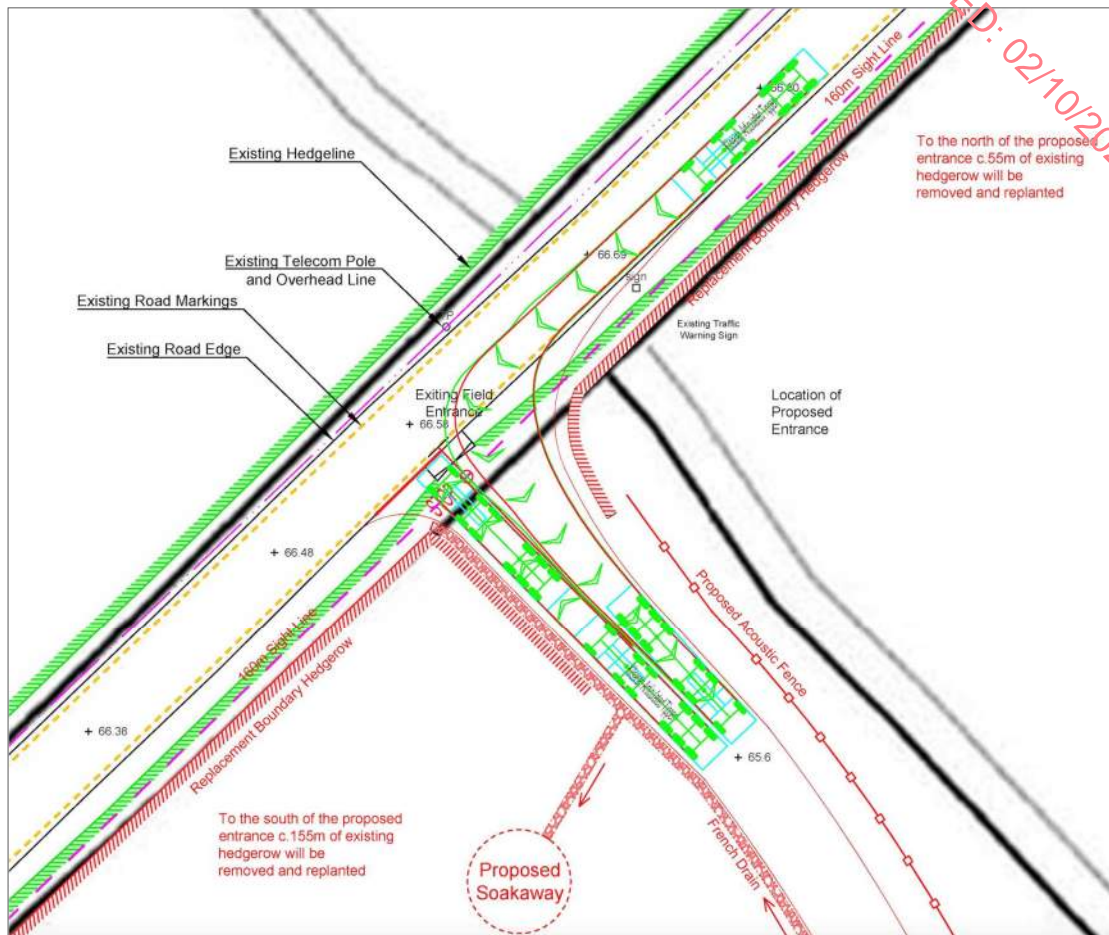 ED: 02/10/202
160m Sight Line
66.80
To the north of the proposed
entrance c.55m of existing
hedgerow will be
removed and replanted
Existing Hedgeline
Replacement Boundary Hedgerow
Existing Telecom Pole
and Overhead Line
66.69
sign
Existing Road Markings
Existing Traffic
Warning Sign
Existing Road Edge
Exiting Field
Entrance
66.58
Location of
Proposed
Entrance
66.48
Proposed Acoustic Fence
160m Sight Line
Replacement Boundary Hedgerow
66.38
65.6
To the south of the proposed
entrance c.155m of existing
hedgerow will be
removed and replanted
Proposed
Soakaway
French Drain